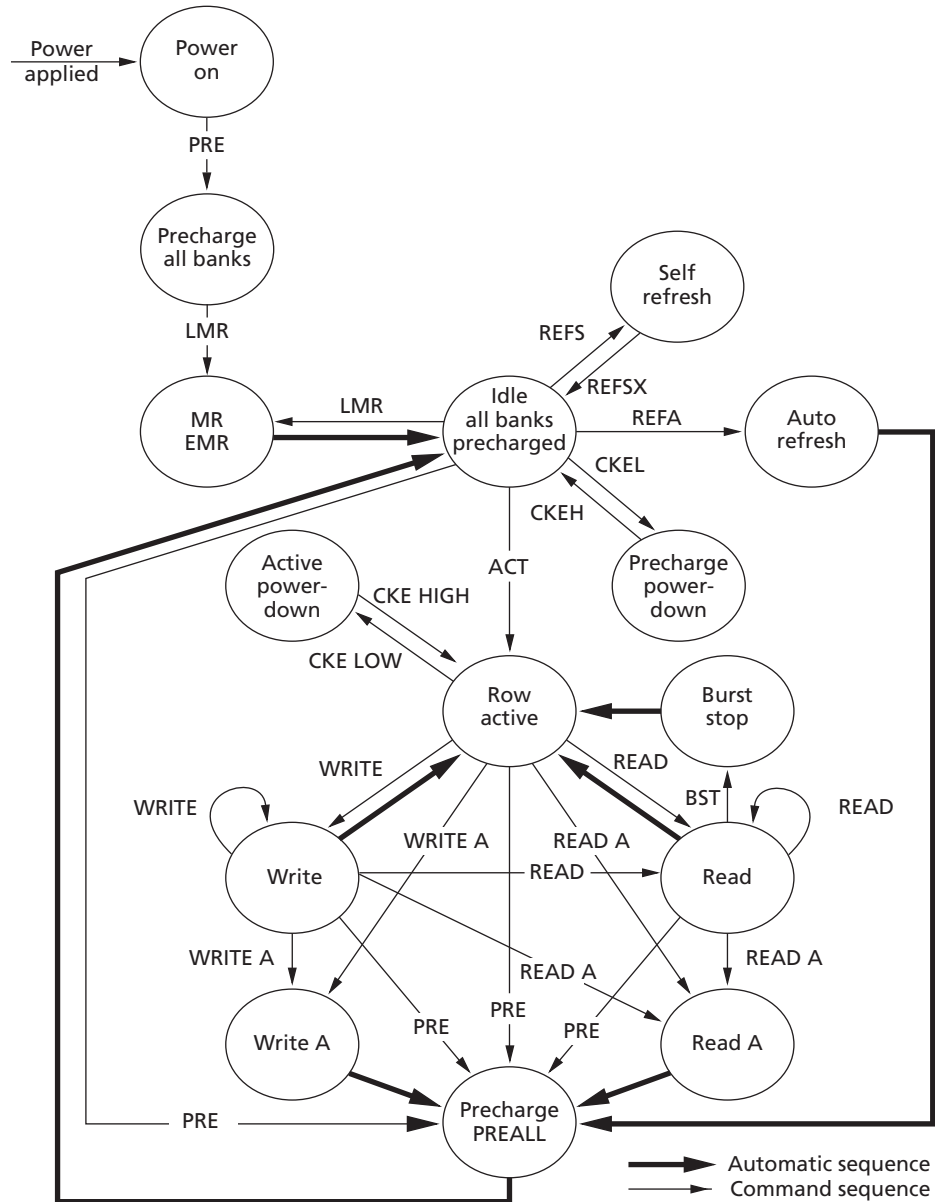 Power
applied
Power
on
PRE
Precharge
all banks
LMR
Self
refresh
REFS
REFSX
MR
EMR
LMR
Idle
all banks
precharged
REFA
Auto
refresh
CKEL
CKEH
Active
power-
down
CKE HIGH
CKE LOW
ACT
Precharge
power-
down
Row
active
Burst
stop
WRITE
READ
BST
WRITE
READ
WRITE A
READ A
Write
READ
Read
WRITE A
READ A
READ A
PRE
PRE
PRE
Write A
Read A
PRE
Precharge
PREALL
Automatic sequence
Command sequence